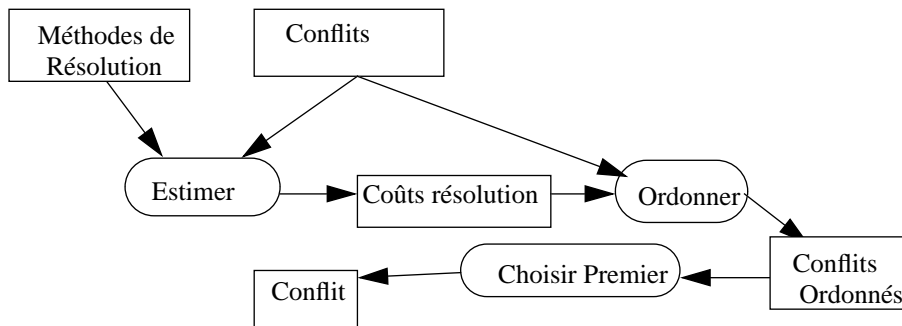 Méthodes de
Résolution
Conflits
Estimer
Coûts résolution
Ordonner
Choisir Premier
Conflits
Ordonnés
Conflit